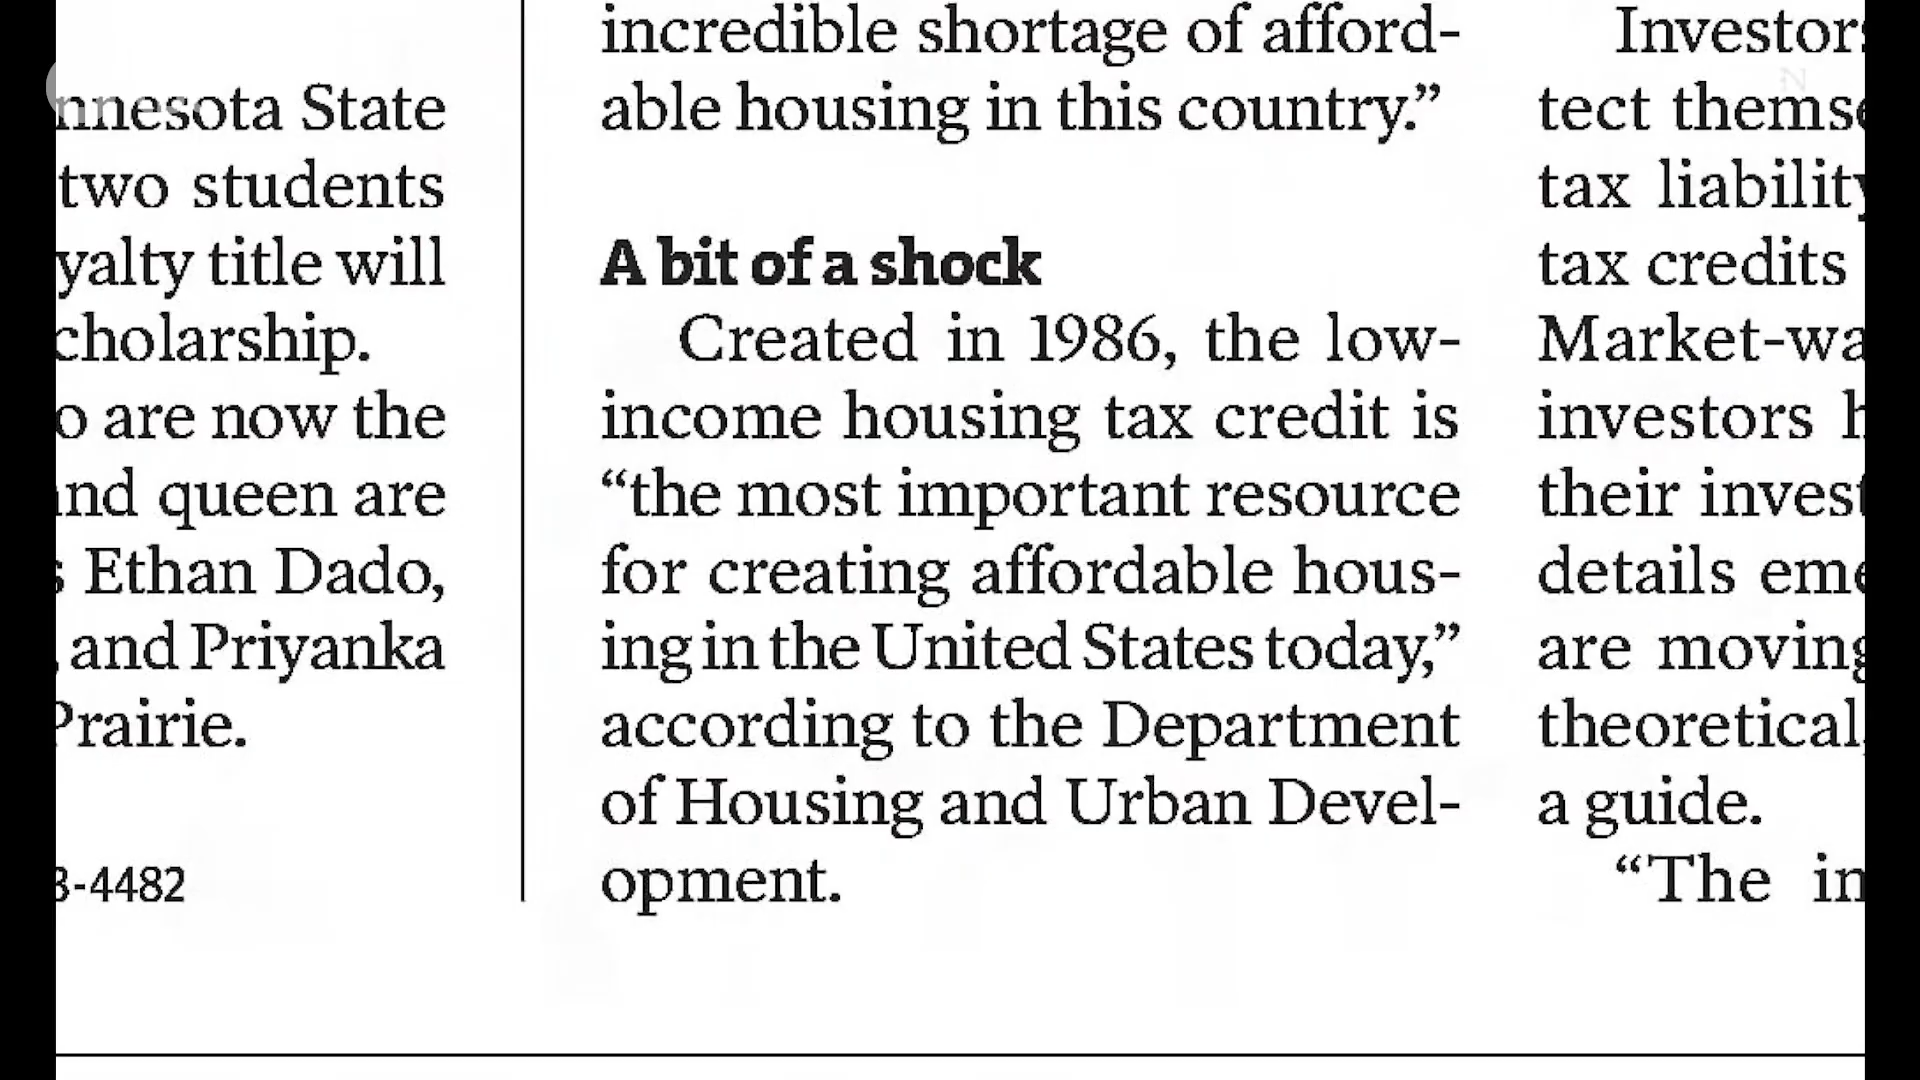 nnesota State
two students
yalty title will
cholarship.
are now the
queen are
Ethan Dado,
and Priyanka
Prairie.
3-4482
incredible shortage of afford-
able housing in this country.”
A bit of a shock
Created in 1986, the low-
income housing tax credit is
“the most important resource
for creating affordable hous-
ing in the United States today,”
according to the Department
of Housing and Urban Devel-
opment.
Investors
tect themse
tax liability
tax credits
Market-wa
investors h
their invest
details eme
are moving
theoretical,
a guide.
“The in